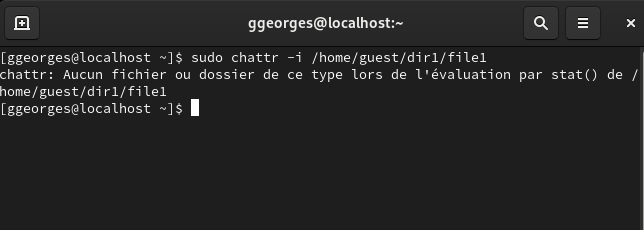 ggeorges@localhost:~
[ggeorges@localhost ~]$ sudo chattr -i /home/guest/dir1/file1
chattr: Aucun fichier ou dossier de ce type lors de l'évaluation par stat() de /
home/guest/dir1/file1
[ggeorges@localhost ~]$